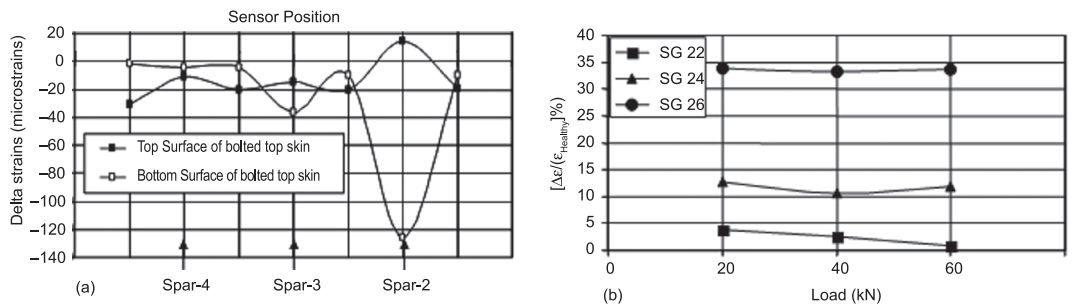 Sensor Position
20
0
–20
–40
–60
–80
–100
–120
–140
Delta strains (microstrains)
Top Surface of bolted top skin
Bottom Surface of bolted top skin
Spar-4
Spar-3
Spar-2
(a)
40
35
30
25
20
15
10
5
0
[Δε/(εHealthy]%)
SG 22
SG 24
SG 26
0
20
40
60
Load (kN)
(b)